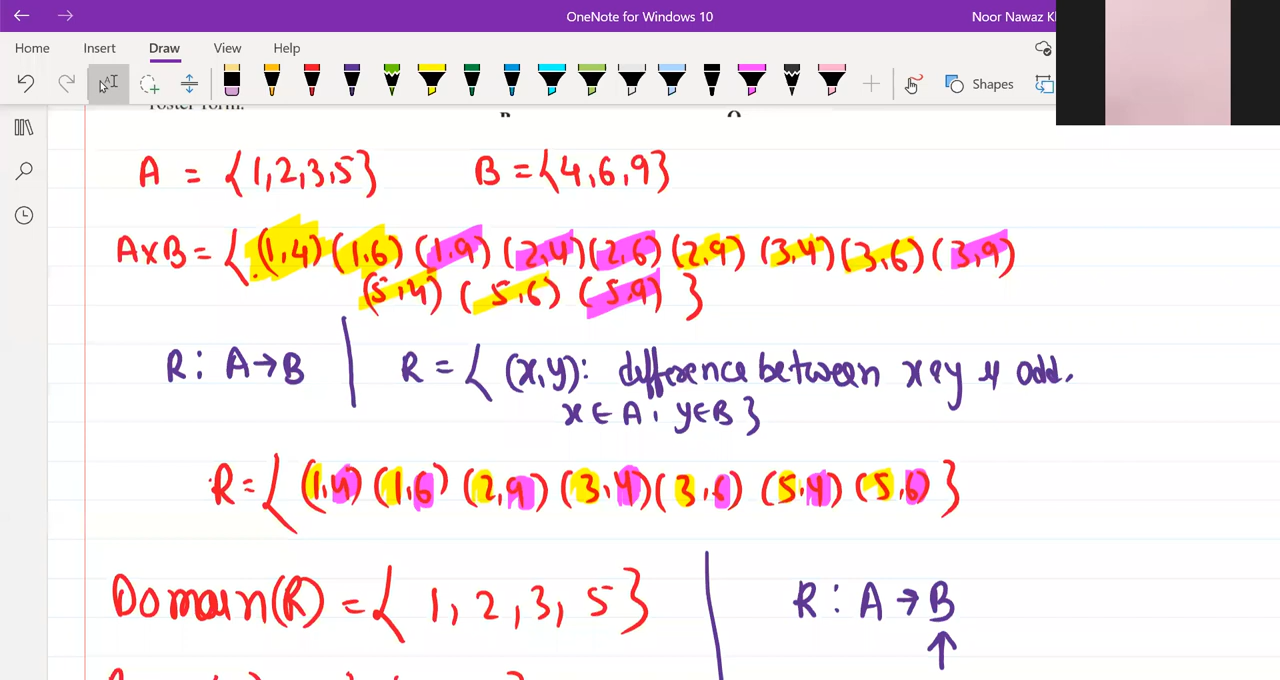 OneNote for Windows 10
Noor Nawaz
Home Insert Draw View Help
Shapes
roster form.
A = {1,2,3,5} B = {4,6,9}
A×B = { (1,4) (1,6) (1,9) (2,4) (2,6) (2,9) (3,4) (3,6) (3,9)
(5,4) (5,6) (5,9) }
R: A→B | R = { (x,y): difference between x & y is odd,
x ∈ A, y ∈ B }
R = { (1,4) (1,6) (2,9) (3,4) (3,6) (5,4) (5,6) }
Domain(R) = { 1, 2, 3, 5 }
R : A → B